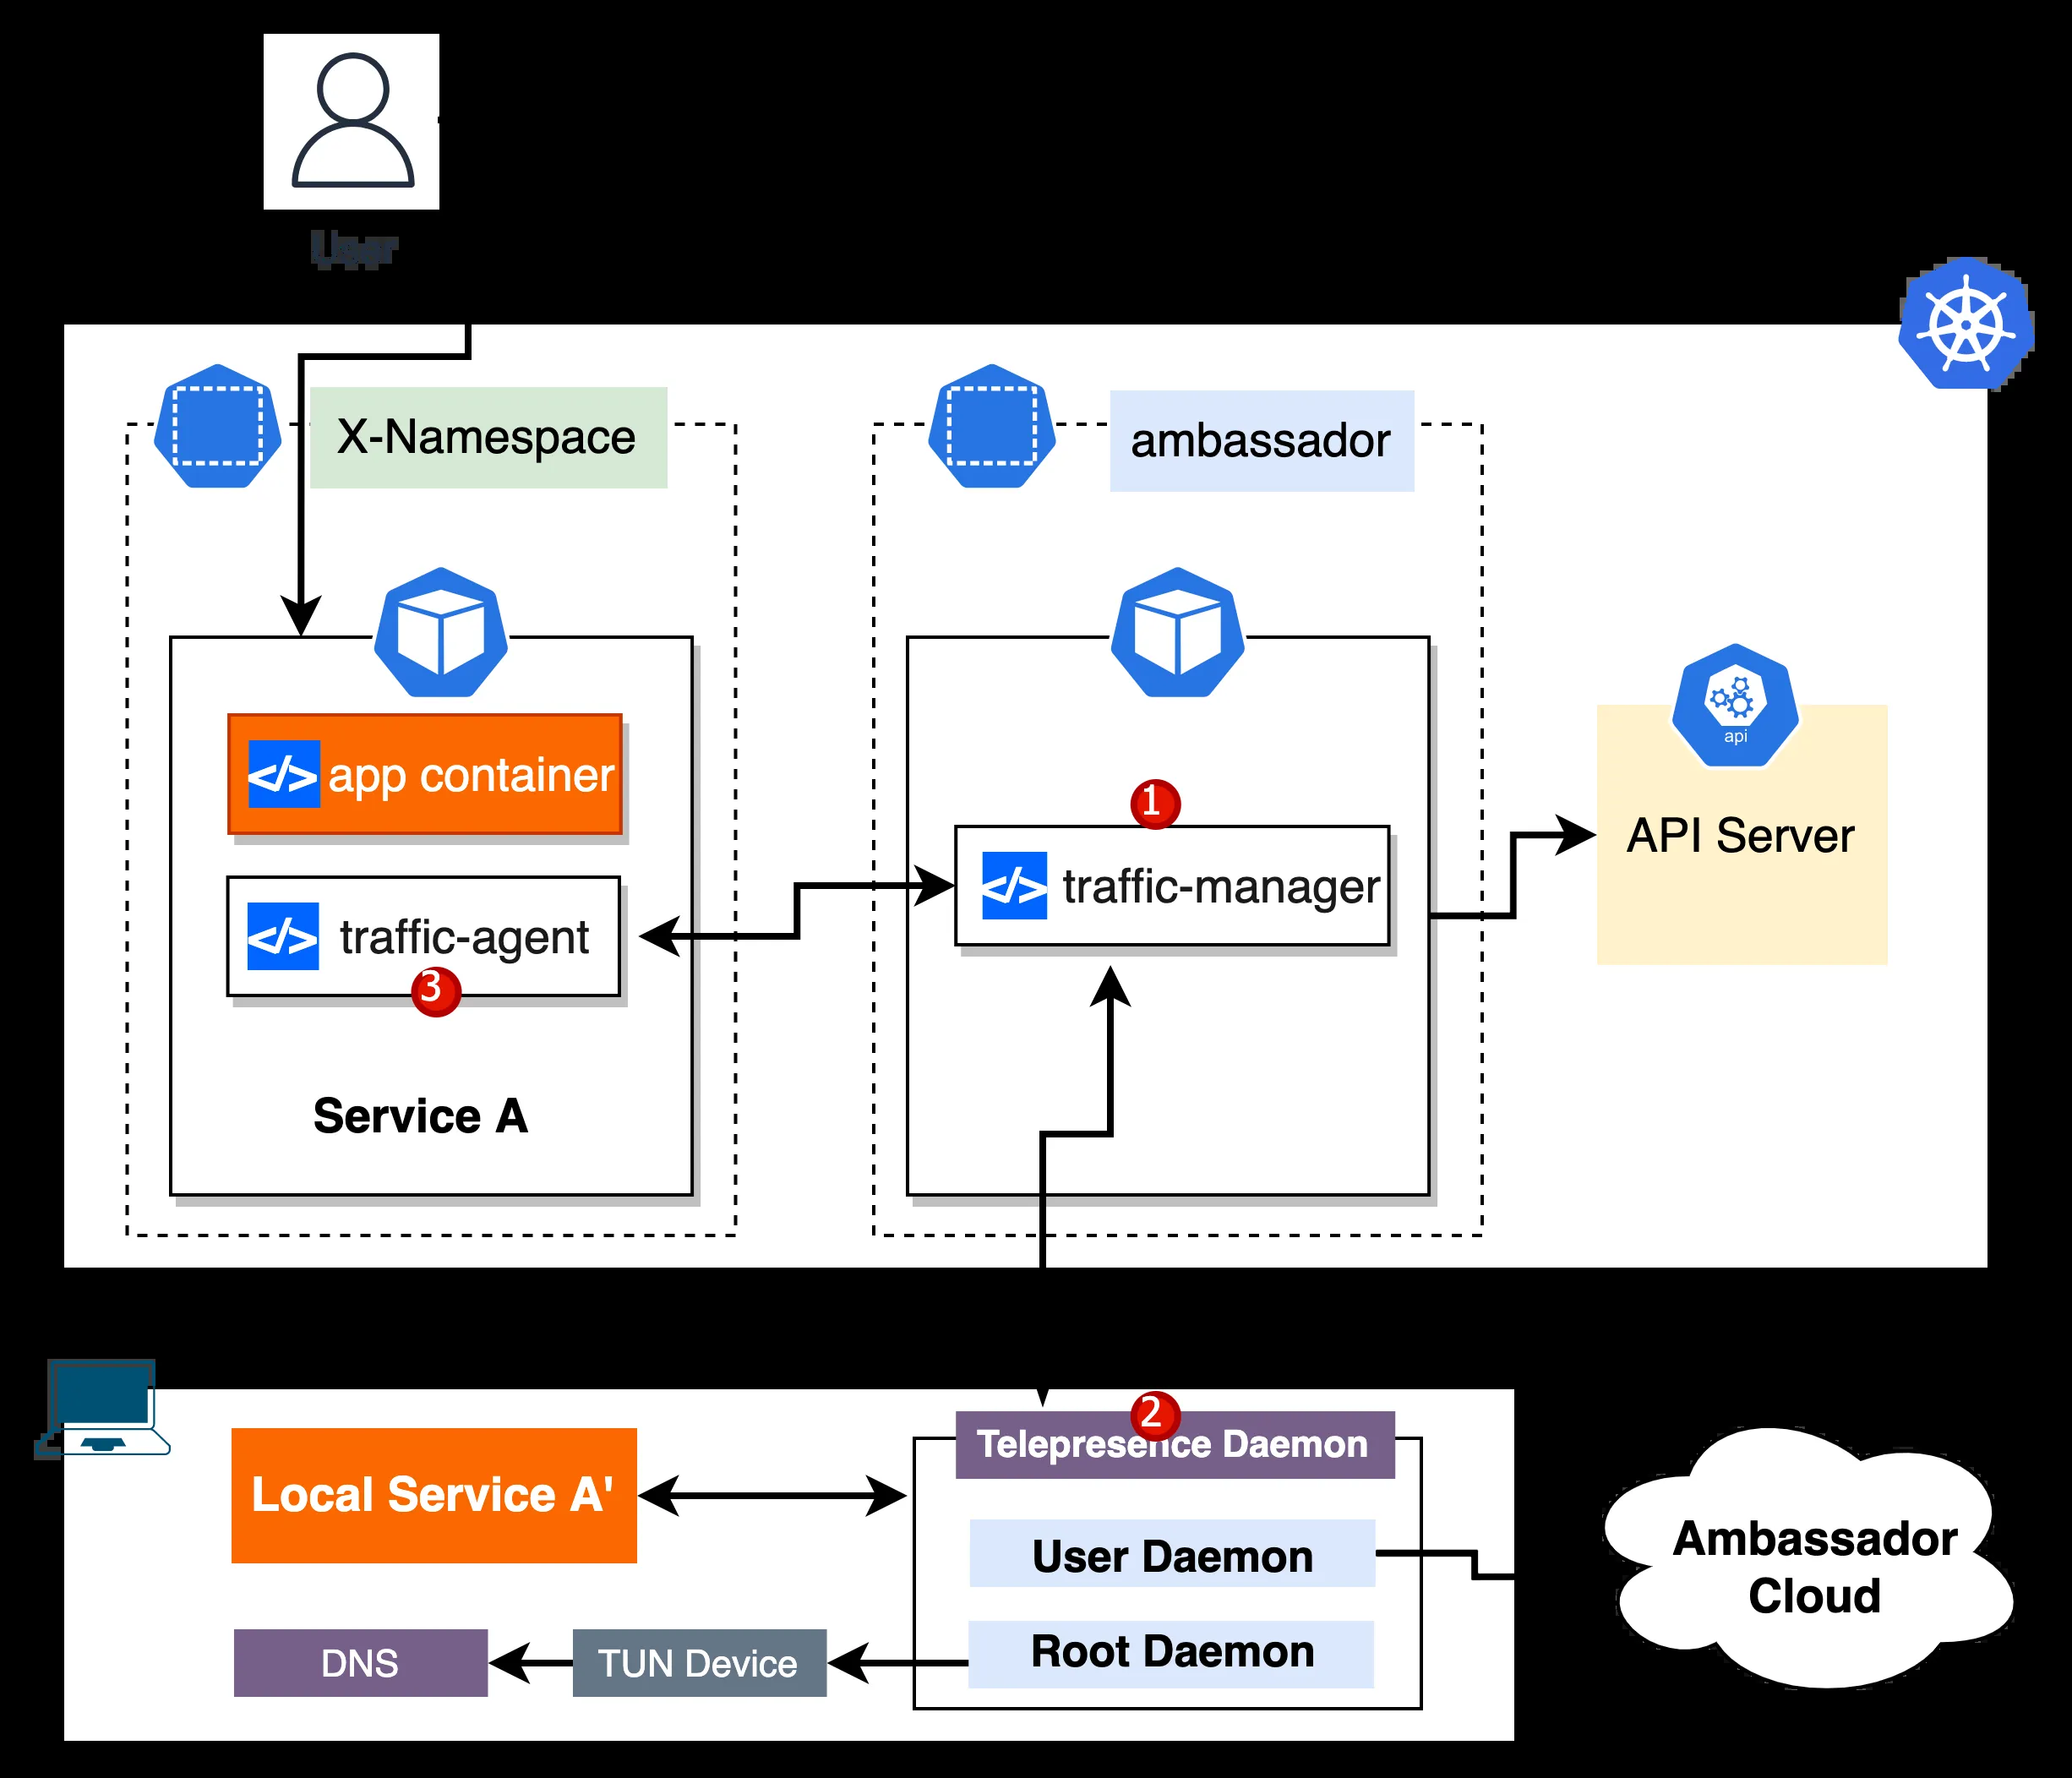 User
X-Namespace
ambassador
</> app container
api
API Server
1
</> traffic-manager
</> traffic-agent
3
Service A
2
Telepresence Daemon
Local Service A'
User Daemon
Ambassador
Cloud
Root Daemon
TUN Device
DNS